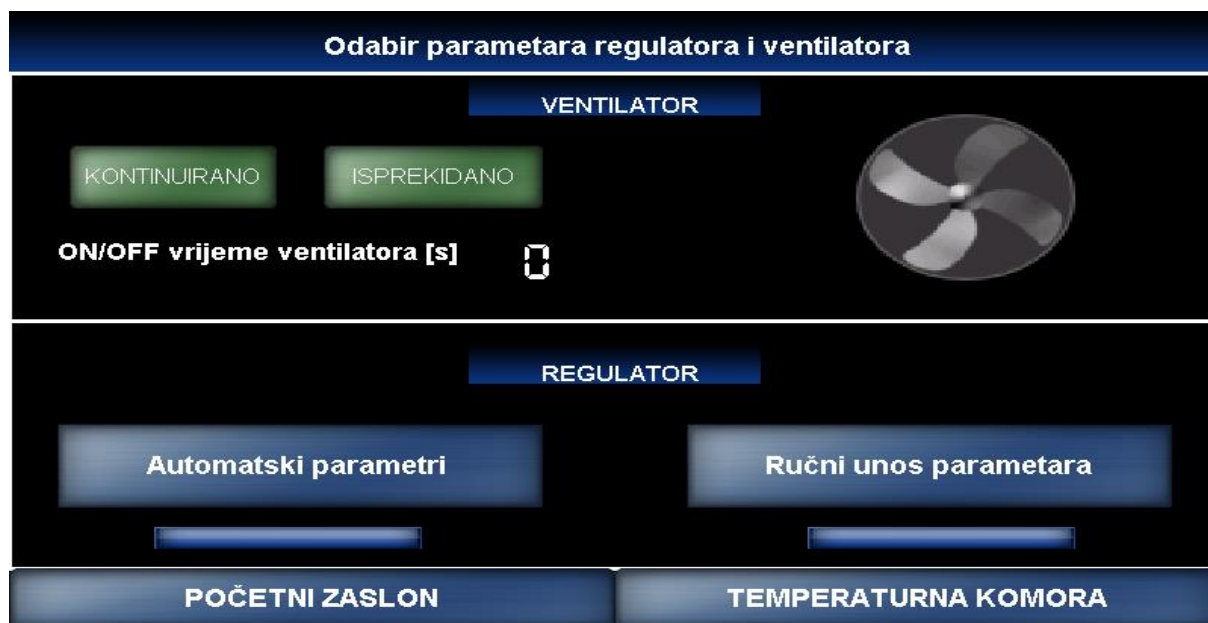 Odabir parametara regulatora i ventilatora
VENTILATOR
KONTINUIRANO ISPREKIDANO
ON/OFF vrijeme ventilatora [s] 0
REGULATOR
Automatski parametri Ručni unos parametara
POČETNI ZASLON TEMPERATURNA KOMORA